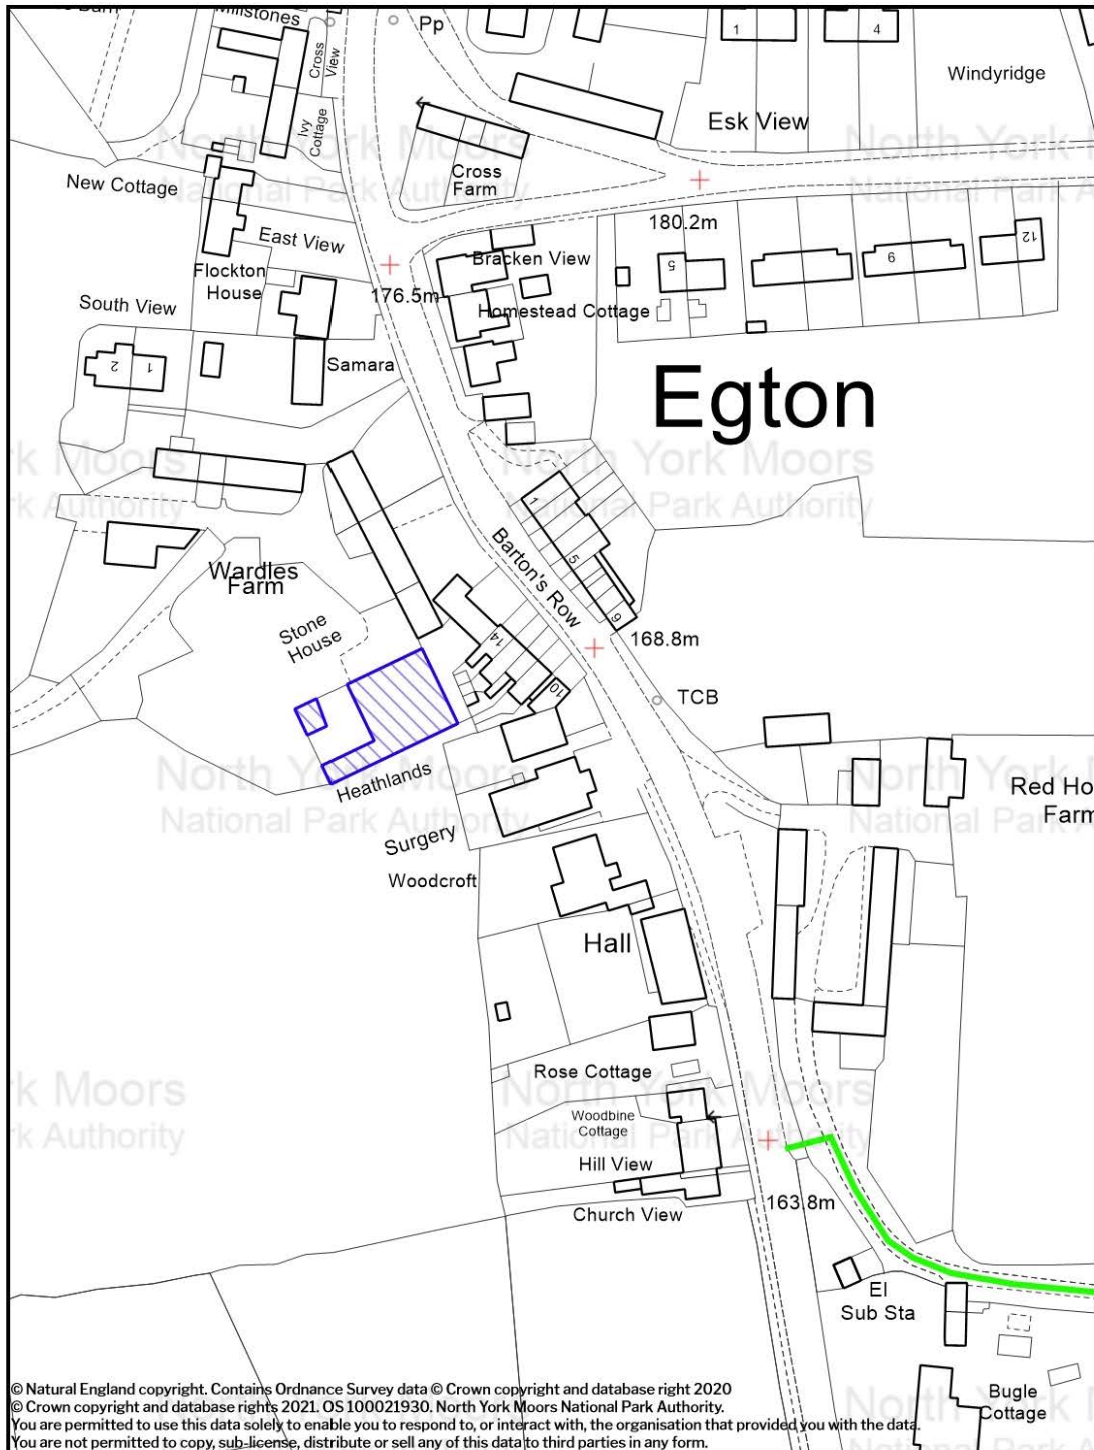 Millstones
Pp
Cross
View
Ivy
Cottage
1
4
Windyridge
Esk View
Cross
Farm
New Cottage
180.2m
East View
Bracken View
5
9
12
Flockton
House
176.5m
Homestead Cottage
South View
2
1
Samara
Egton
1
Barton's Row
5
9
Wardles
Farm
Stone
House
14
168.8m
10
TCB
Heathlands
Red Ho
Farm
Surgery
Woodcroft
Hall
Rose Cottage
Woodbine
Cottage
Hill View
163.8m
Church View
El
Sub Sta
Bugle
Cottage
North York Moors
National Park Authority
© Natural England copyright. Contains Ordnance Survey data © Crown copyright and database right 2020
© Crown copyright and database rights 2021. OS 100021930. North York Moors National Park Authority.
You are permitted to use this data solely to enable you to respond to, or interact with, the organisation that provided you with the data.
You are not permitted to copy, sub-license, distribute or sell any of this data to third parties in any form.